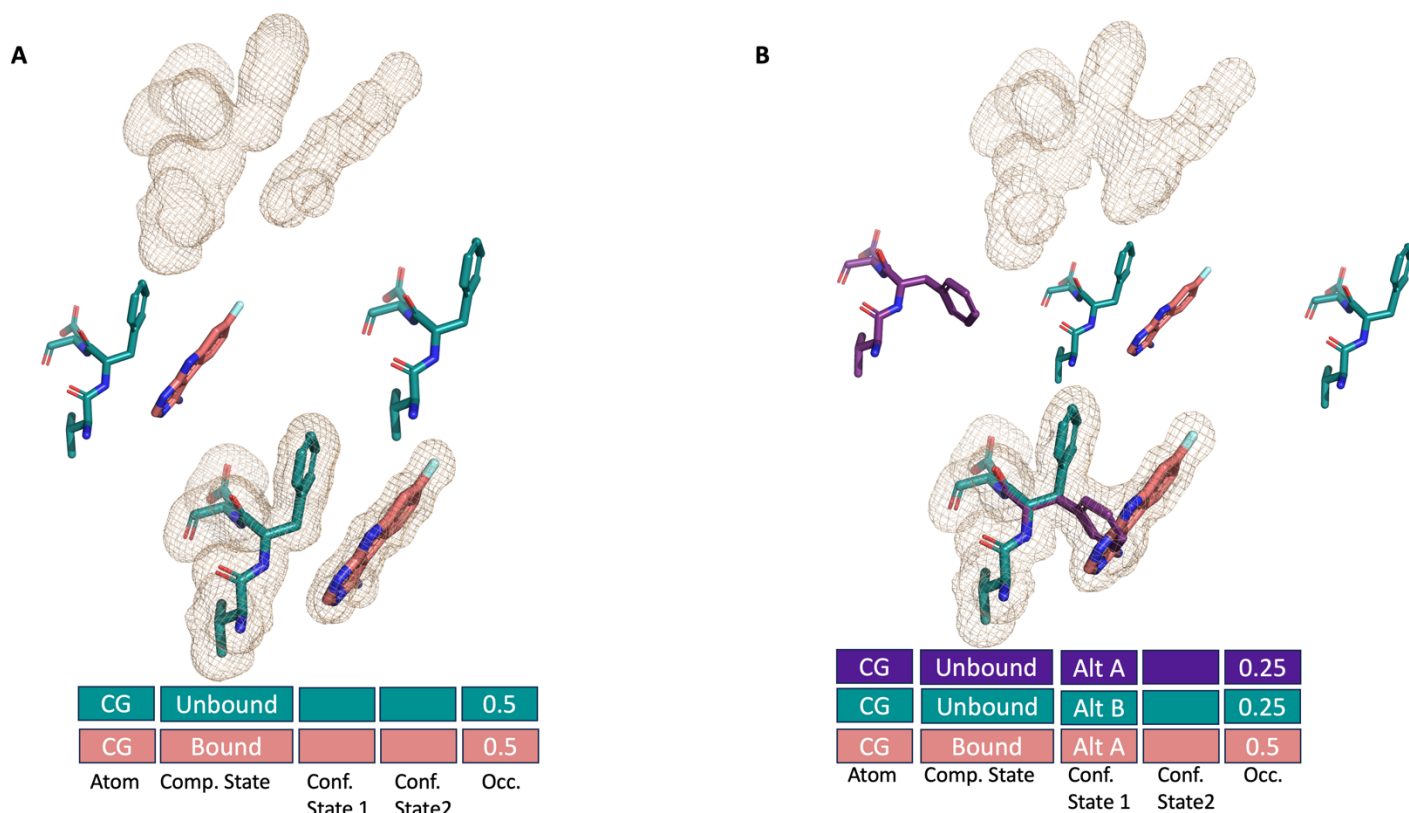 A
B
CG Unbound 0.5
CG Bound 0.5
Atom Comp. State Conf. State 1 Conf. State2 Occ.
CG Unbound Alt A 0.25
CG Unbound Alt B 0.25
CG Bound Alt A 0.5
Atom Comp. State Conf. State 1 Conf. State2 Occ.